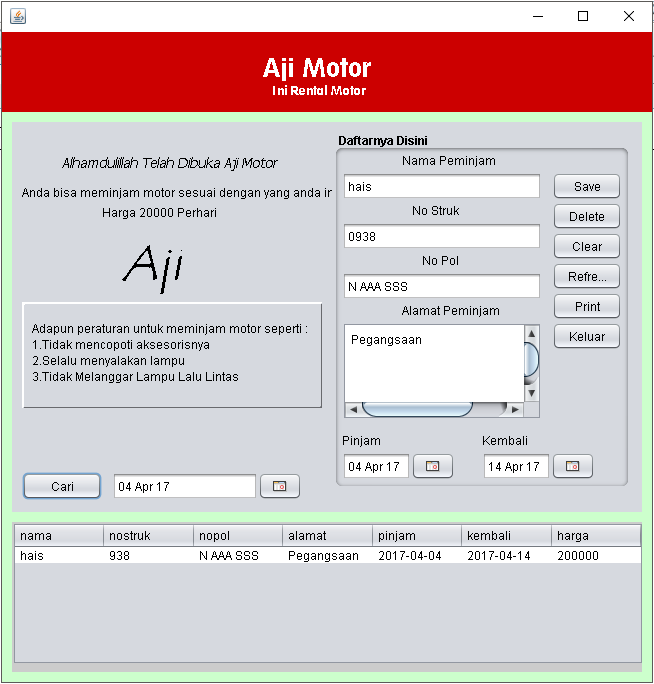 Aji Motor
Ini Rental Motor
Alhamdulillah Telah Dibuka Aji Motor
Anda bisa meminjam motor sesuai dengan yang anda ir
Harga 20000 Perhari
Aji
Adapun peraturan untuk meminjam motor seperti :
1.Tidak mencopoti aksesorisnya
2.Selalu menyalakan lampu
3.Tidak Melanggar Lampu Lalu Lintas
Cari
04 Apr 17
Daftarnya Disini
Nama Peminjam
hais
No Struk
0938
No Pol
N AAA SSS
Alamat Peminjam
Pegangsaan
Pinjam
Kembali
04 Apr 17
14 Apr 17
Save
Delete
Clear
Refre...
Print
Keluar
nama nostruk nopol alamat pinjam kembali harga
hais 938 N AAA SSS Pegangsaan 2017-04-04 2017-04-14 200000